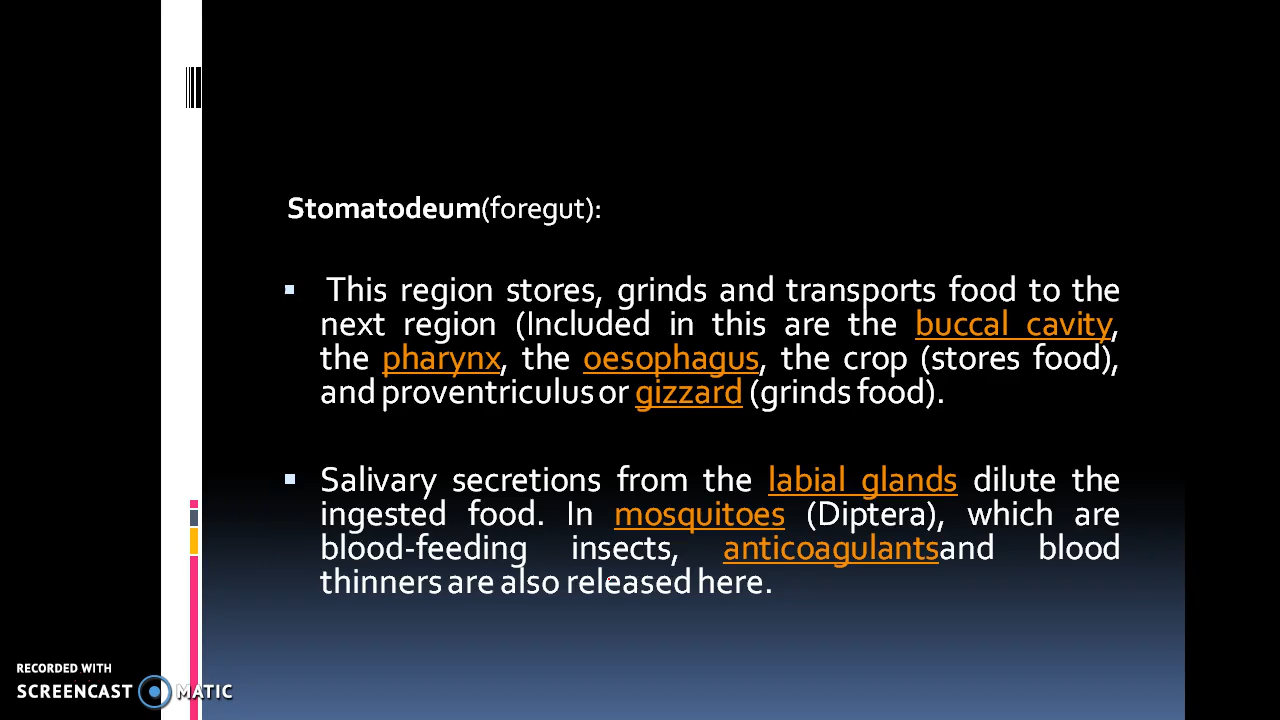 Stomatodeum(foregut):
This region stores, grinds and transports food to the
next region (Included in this are the buccal cavity,
the pharynx, the oesophagus, the crop (stores food),
and proventriculus or gizzard (grinds food).
Salivary secretions from the labial glands dilute the
ingested food. In mosquitoes (Diptera), which are
blood-feeding insects, anticoagulantsand blood
thinners are also released here.
RECORDED WITH
SCREENCAST MATIC